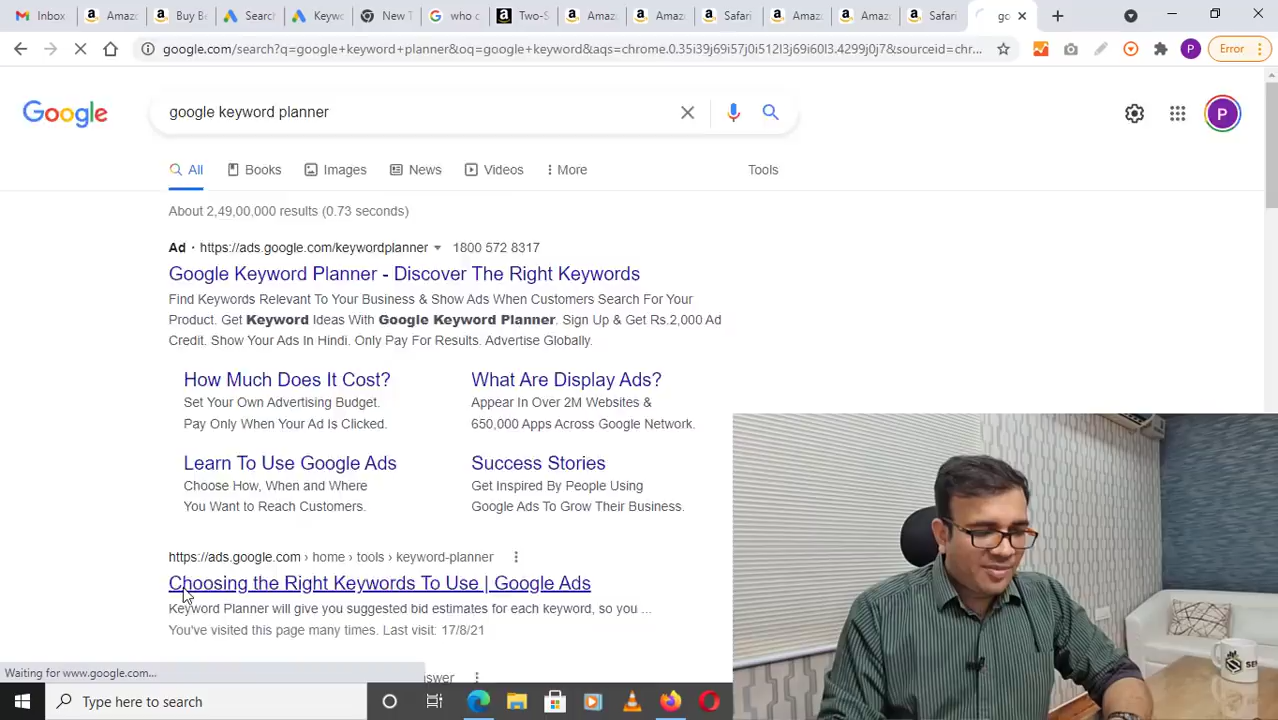 Inbox
Amaz
Buy Be
Search
Keywo
New T
who c
Two-S
Amaz
Amaz
Safari
Amaz
Amaz
Safari
go
google.com/search?q=google+keyword+planner&oq=google+keyword&aqs=chrome.0.35i39j69i57j0i512l3j69i60l3.4299j0j7&sourceid=chr...
P
Error
Google
google keyword planner
P
All
Books
Images
News
Videos
More
Tools
About 2,49,00,000 results (0.73 seconds)
Ad · https://ads.google.com/keywordplanner 1800 572 8317
Google Keyword Planner - Discover The Right Keywords
Find Keywords Relevant To Your Business & Show Ads When Customers Search For Your
Product. Get Keyword Ideas With Google Keyword Planner. Sign Up & Get Rs.2,000 Ad
Credit. Show Your Ads In Hindi. Only Pay For Results. Advertise Globally.
How Much Does It Cost?
Set Your Own Advertising Budget.
Pay Only When Your Ad Is Clicked.
What Are Display Ads?
Appear In Over 2M Websites &
650,000 Apps Across Google Network.
Learn To Use Google Ads
Choose How, When and Where
You Want to Reach Customers.
Success Stories
Get Inspired By People Using
Google Ads To Grow Their Business.
https://ads.google.com › home › tools › keyword-planner
Choosing the Right Keywords To Use | Google Ads
Keyword Planner will give you suggested bid estimates for each keyword, so you ...
You've visited this page many times. Last visit: 17/8/21
swer
Waiting for www.google.com...
Type here to search